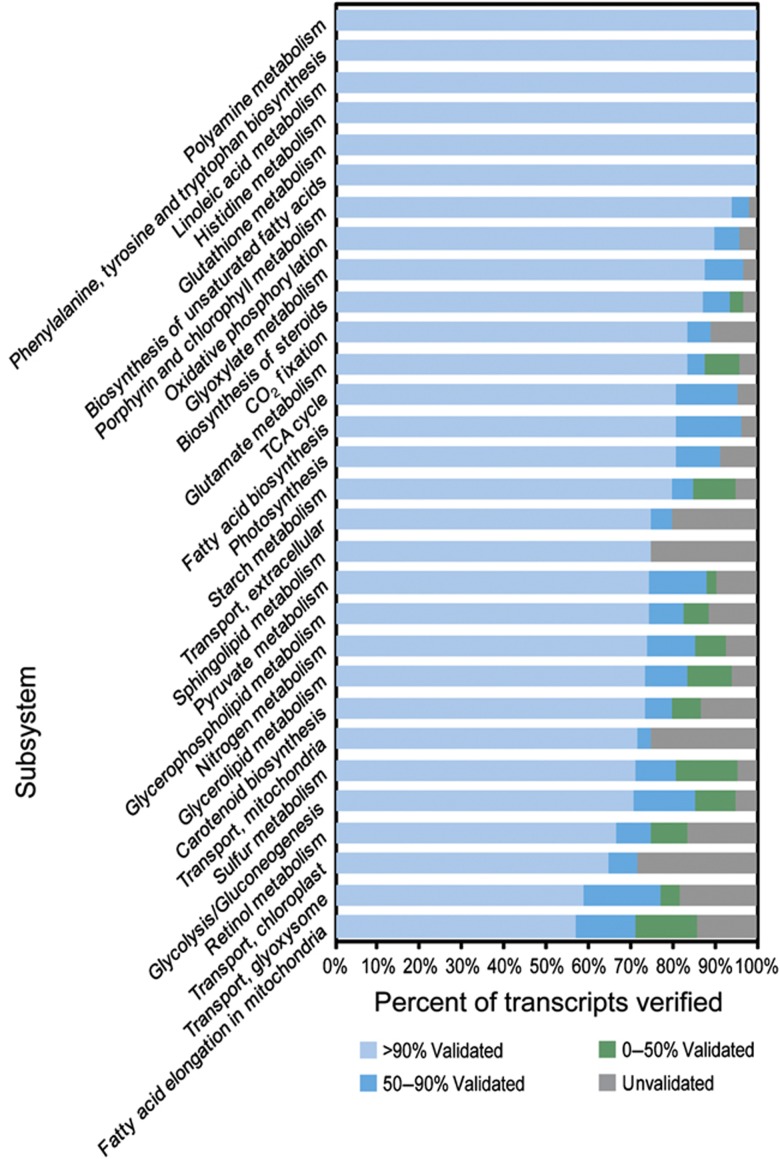 Polyamine metabolism
Phenylalanine, tyrosine and tryptophan biosynthesis
Linoleic acid metabolism
Histidine metabolism
Glutathione metabolism
Biosynthesis of unsaturated fatty acids
Porphyrin and chlorophyll metabolism
Oxidative phosphorylation
Glyoxylate metabolism
Biosynthesis of steroids
CO2 fixation
Glutamate metabolism
TCA cycle
Fatty acid biosynthesis
Photosynthesis
Starch metabolism
Transport, extracellular
Sphingolipid metabolism
Pyruvate metabolism
Glycerophospholipid metabolism
Nitrogen metabolism
Glycerolipid metabolism
Carotenoid biosynthesis
Transport, mitochondria
Sulfur metabolism
Glycolysis/Gluconeogenesis
Retinol metabolism
Transport, chloroplast
Transport, glyoxysome
Fatty acid elongation in mitochondria
Subsystem
0% 10% 20% 30% 40% 50% 60% 70% 80% 90% 100%
Percent of transcripts verified
>90% Validated
0–50% Validated
50–90% Validated
Unvalidated